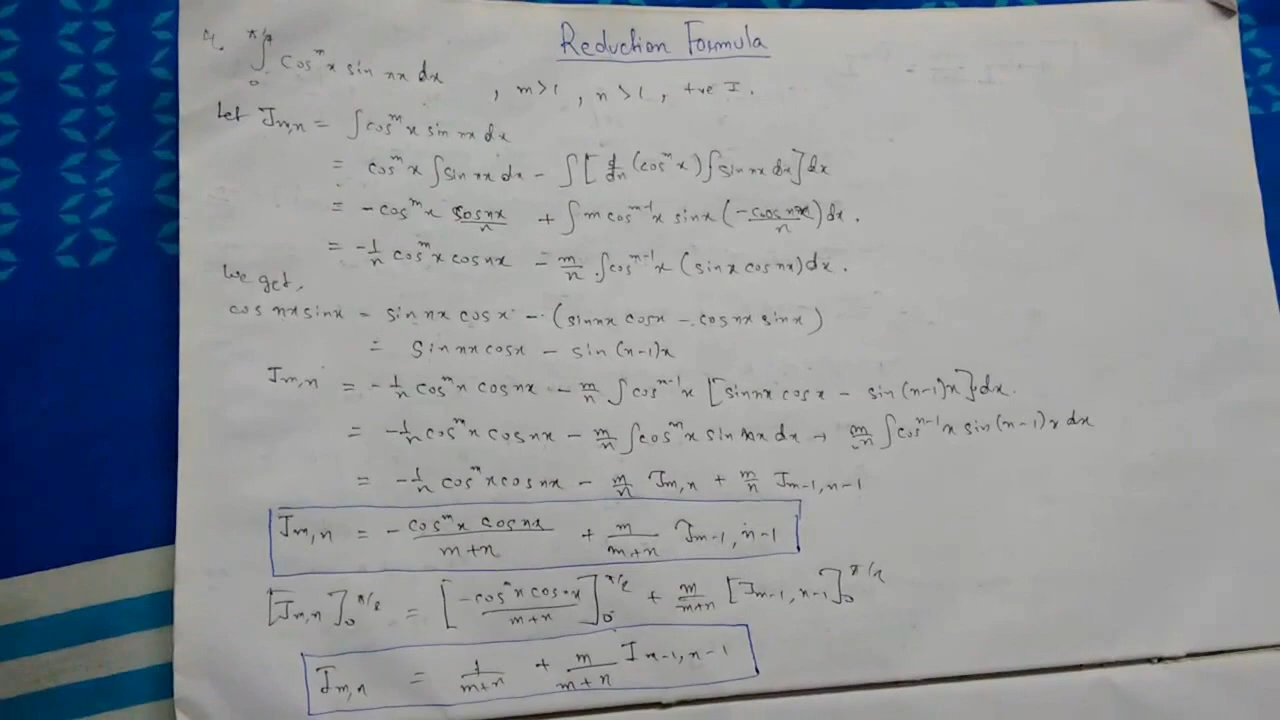 Reduction Formula
4. ∫₀^{π/2} cos^m x sin nx dx , m>1 , n>1, +ve I.
Let I_{m,n} = ∫cos^m x sin nx dx
= cos^m x ∫sin nx dx - ∫[d/dx (cos^m x) ∫sin nx dx] dx
= -cos^m x cos nx/n + ∫m cos^{m-1} x sin x (-cos nx/n) dx.
= -1/n cos^m x cos nx - m/n ∫cos^{m-1} x (sin x cos nx) dx.
We get,
cos nx sin x = sin nx cos x - (sin nx cos x - cos nx sin x)
= sin nx cos x - sin (n-1)x
I_{m,n} = -1/n cos^m x cos nx - m/n ∫cos^{m-1} x [sin nx cos x - sin (n-1)x] dx.
= -1/n cos^m x cos nx - m/n ∫cos^m x sin nx dx + m/n ∫cos^{m-1} x sin (n-1)x dx
= -1/n cos^m x cos nx - m/n I_{m,n} + m/n I_{m-1,n-1}
I_{m,n} = - cos^m x cos nx/m+n + m/m+n I_{m-1,n-1}
[I_{m,n}]₀^{π/2} = [-cos^m x cos nx/m+n]₀^{π/2} + m/m+n [I_{m-1,n-1}]₀^{π/2}
I_{m,n} = 1/m+n + m/m+n I_{m-1,n-1}